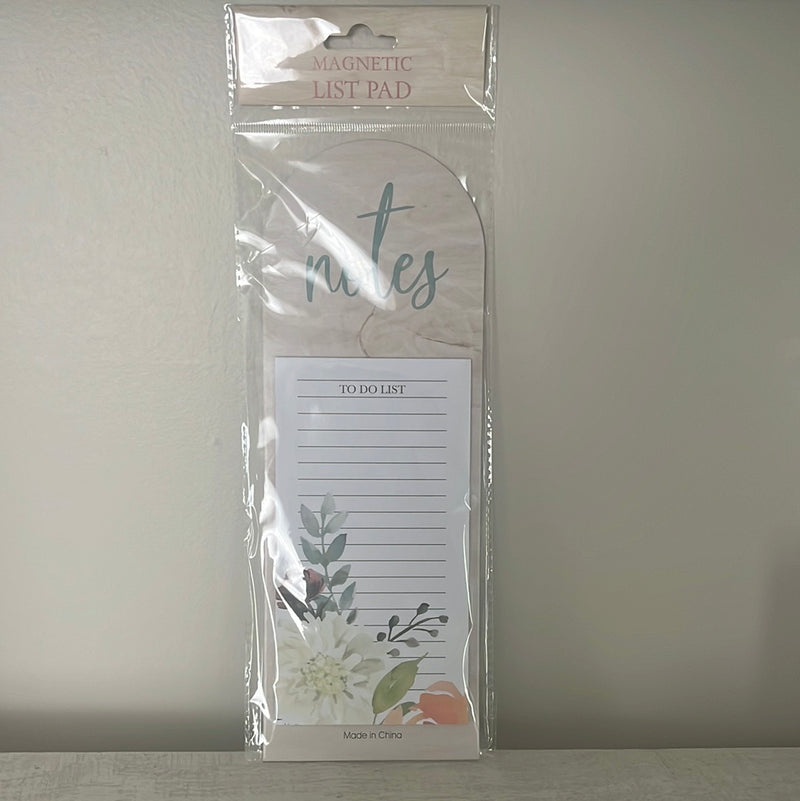 MAGNETIC
LIST PAD
notes
TO DO LIST
Made in China